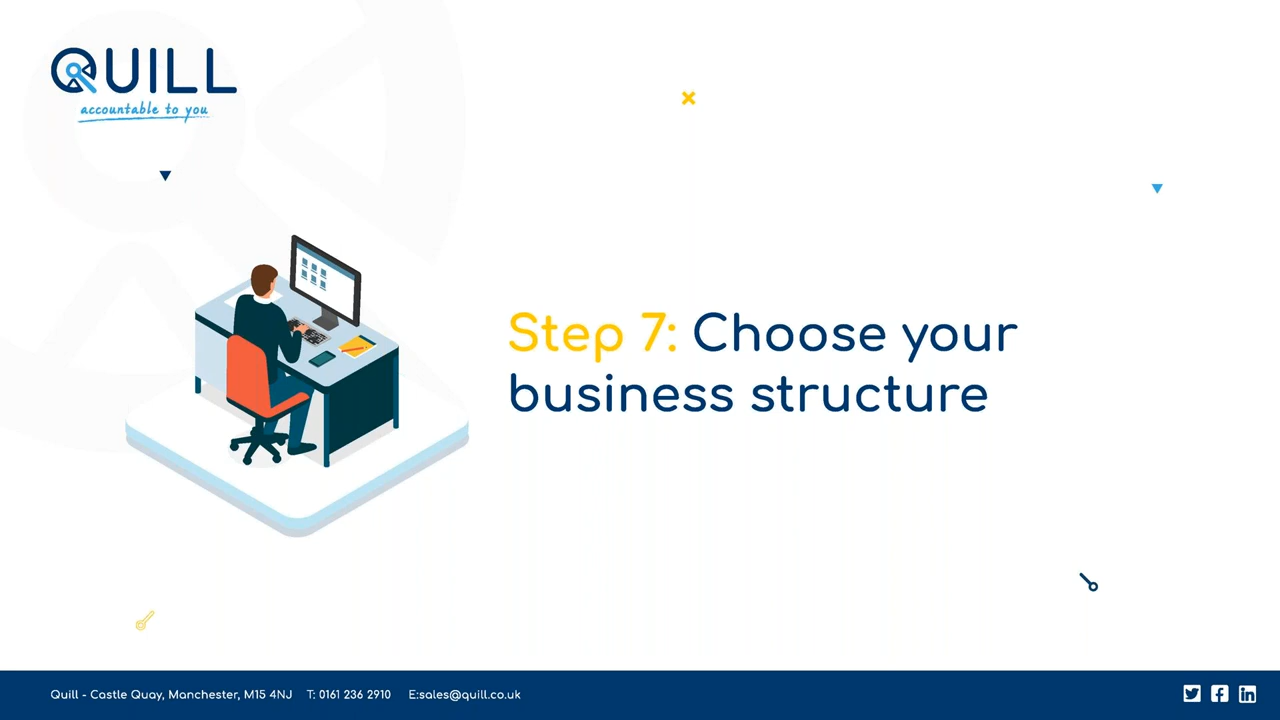 QUILL
accountable to you
Step 7: Choose your
business structure
Quill - Castle Quay, Manchester, M15 4NJ T: 0161 236 2910 E:sales@quill.co.uk